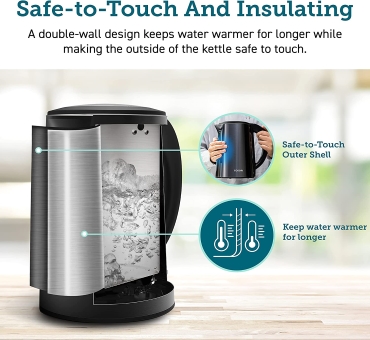 Safe-to-Touch And Insulating
A double-wall design keeps water warmer for longer while
making the outside of the kettle safe to touch.
Safe-to-Touch
Outer Shell
Keep water warmer
for longer